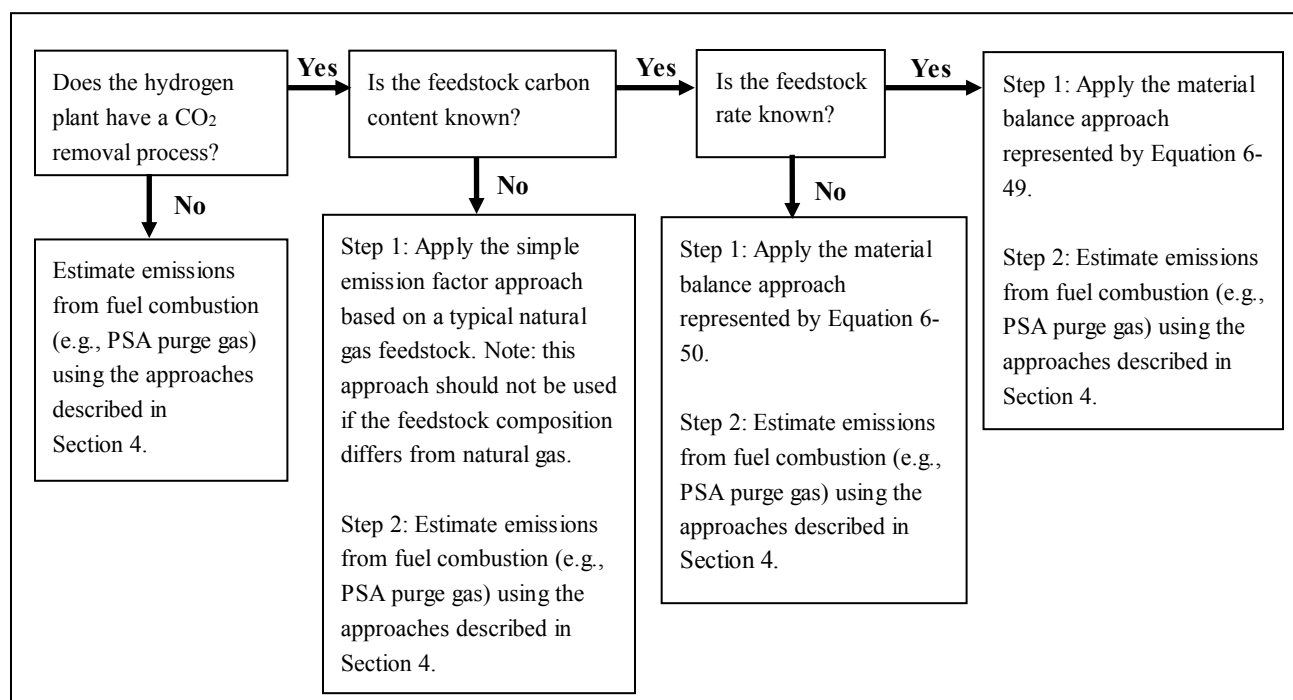 Does the hydrogen
plant have a CO₂
removal process?
Yes
Is the feedstock carbon
content known?
Yes
Is the feedstock
rate known?
Yes
Step 1: Apply the material
balance approach
represented by Equation 6-
49.
Step 2: Estimate emissions
from fuel combustion (e.g.,
PSA purge gas) using the
approaches described in
Section 4.
No
Estimate emissions
from fuel combustion
(e.g., PSA purge gas)
using the approaches
described in
Section 4.
No
Step 1: Apply the simple
emission factor approach
based on a typical natural
gas feedstock. Note: this
approach should not be used
if the feedstock composition
differs from natural gas.
Step 2: Estimate emissions
from fuel combustion (e.g.,
PSA purge gas) using the
approaches described in
Section 4.
No
Step 1: Apply the material
balance approach
represented by Equation 6-
50.
Step 2: Estimate emissions
from fuel combustion (e.g.,
PSA purge gas) using the
approaches described in
Section 4.